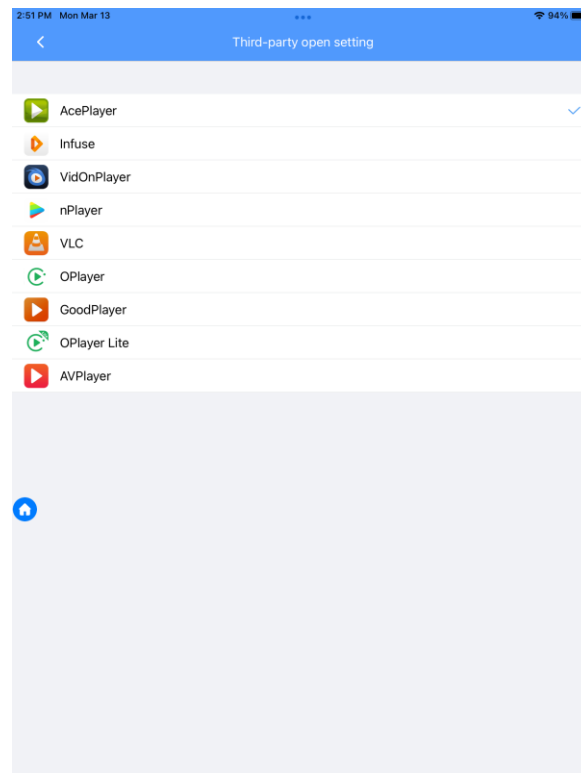 2:51 PM Mon Mar 13 94%
Third-party open setting
AcePlayer
Infuse
VidOnPlayer
nPlayer
VLC
OPlayer
GoodPlayer
OPlayer Lite
AVPlayer